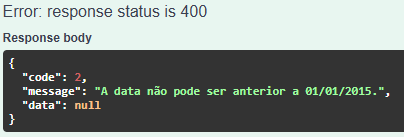 Error: response status is 400
Response body
{
"code": 2,
"message": "A data não pode ser anterior a 01/01/2015.",
"data": null
}